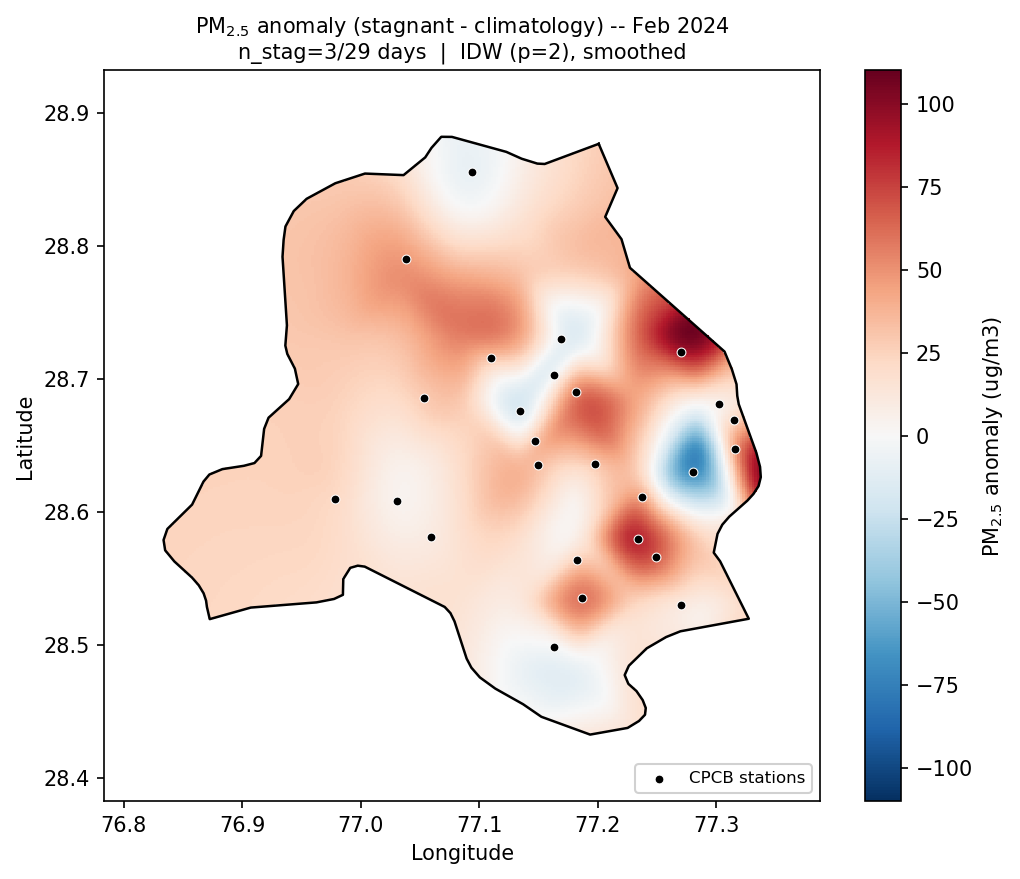 PM₂.₅ anomaly (stagnant - climatology) -- Feb 2024
n_stag=3/29 days | IDW (p=2), smoothed
28.9
28.8
28.7
28.6
28.5
28.4
Latitude
76.8 76.9 77.0 77.1 77.2 77.3
Longitude
CPCB stations
100
75
50
25
0
−25
−50
−75
−100
PM₂.₅ anomaly (ug/m3)